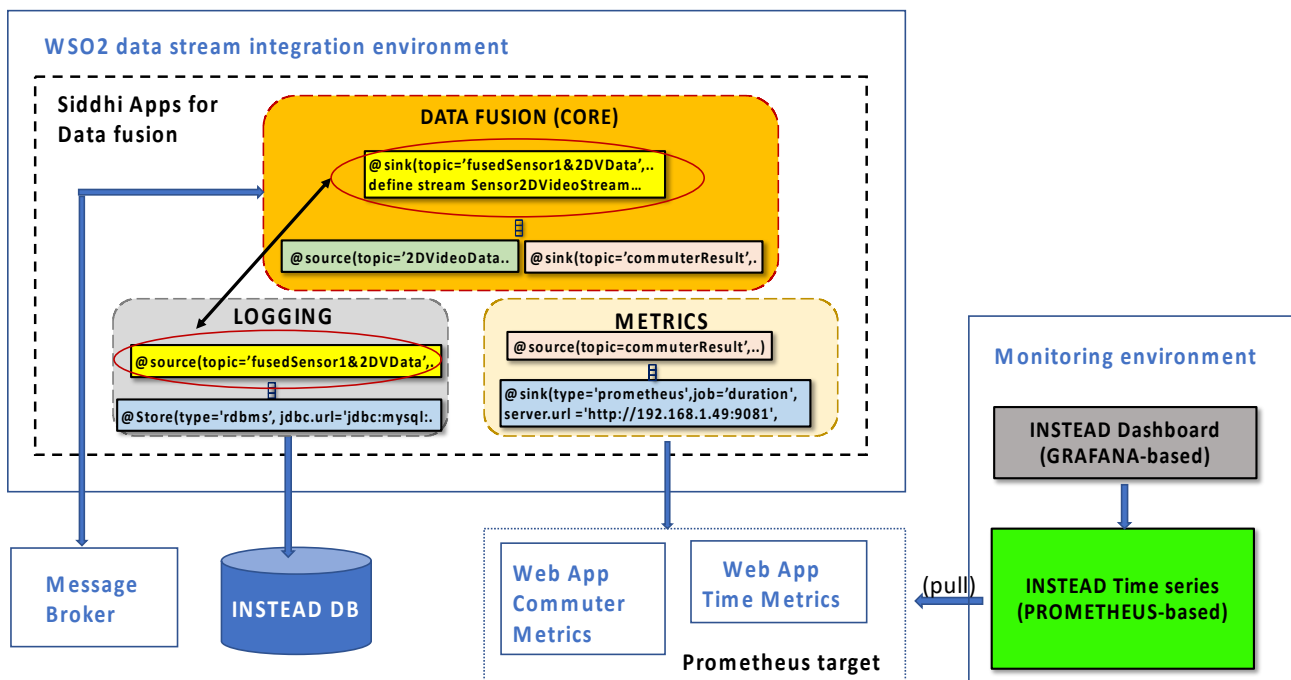 WSO2 data stream integration environment
Siddhi Apps for
Data fusion
DATA FUSION (CORE)
@sink(topic='fusedSensor1&2DVData',..
define stream Sensor2DVideoStream…
@source(topic='2DVideoData..
@sink(topic='commuterResult',.
LOGGING
@source(topic='fusedSensor1&2DVData',.
@Store(type='rdbms', jdbc.url='jdbc:mysql:.
METRICS
@source(topic=commuterResult',..)
@sink(type='prometheus',job='duration',
server.url ='http://192.168.1.49:9081',
Monitoring environment
INSTEAD Dashboard
(GRAFANA-based)
INSTEAD Time series
(PROMETHEUS-based)
(pull)
Message
Broker
INSTEAD DB
Web App
Commuter
Metrics
Web App
Time Metrics
Prometheus target